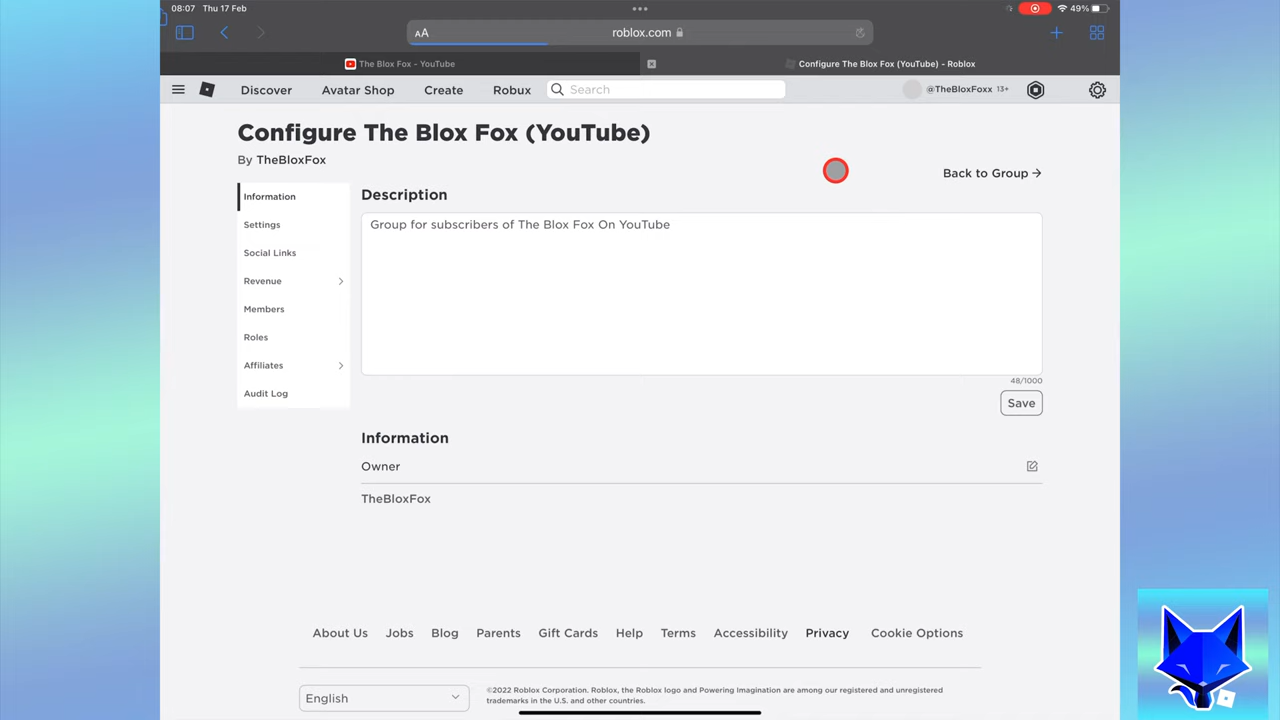 08:07 Thu 17 Feb
49%
AA
roblox.com
The Blox Fox - YouTube
Configure The Blox Fox (YouTube) - Roblox
Discover
Avatar Shop
Create
Robux
Search
@TheBloxFoxx 13+
Configure The Blox Fox (YouTube)
By TheBloxFox
Back to Group →
Information
Settings
Social Links
Revenue
Members
Roles
Affiliates
Audit Log
Description
Group for subscribers of The Blox Fox On YouTube
48/1000
Save
Information
Owner
TheBloxFox
About Us
Jobs
Blog
Parents
Gift Cards
Help
Terms
Accessibility
Privacy
Cookie Options
English
©2022 Roblox Corporation. Roblox, the Roblox logo and Powering Imagination are among our registered and unregistered
trademarks in the U.S. and other countries.